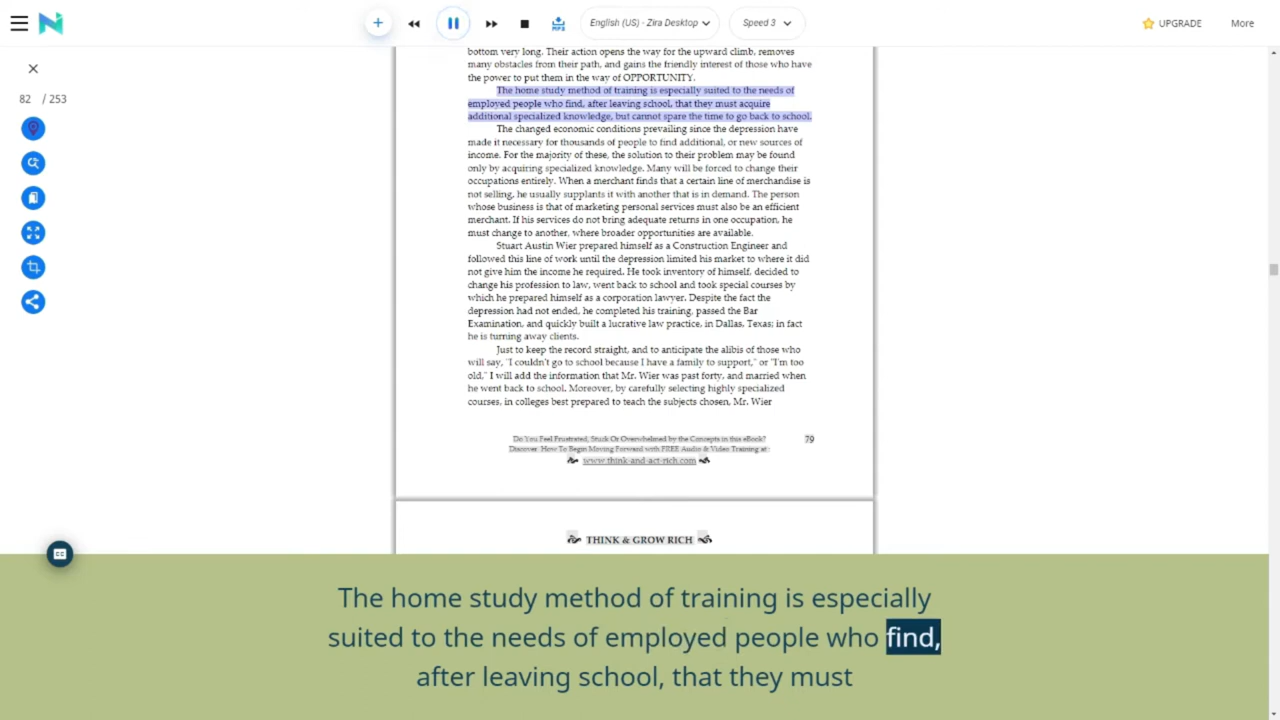 English (US) - Zira Desktop
Speed 3
UPGRADE
More
82 / 253
bottom very long. Their action opens the way for the upward climb, removes
many obstacles from their path, and gains the friendly interest of those who have
the power to put them in the way of OPPORTUNITY.
The home study method of training is especially suited to the needs of
employed people who find, after leaving school, that they must acquire
additional specialized knowledge, but cannot spare the time to go back to school.
The changed economic conditions prevailing since the depression have
made it necessary for thousands of people to find additional, or new sources of
income. For the majority of these, the solution to their problem may be found
only by acquiring specialized knowledge. Many will be forced to change their
occupations entirely. When a merchant finds that a certain line of merchandise is
not selling, he usually supplants it with another that is in demand. The person
whose business is that of marketing personal services must also be an efficient
merchant. If his services do not bring adequate returns in one occupation, he
must change to another, where broader opportunities are available.
Stuart Austin Wier prepared himself as a Construction Engineer and
followed this line of work until the depression limited his market to where it did
not give him the income he required. He took inventory of himself, decided to
change his profession to law, went back to school and took special courses by
which he prepared himself as a corporation lawyer. Despite the fact the
depression had not ended, he completed his training, passed the Bar
Examination, and quickly built a lucrative law practice, in Dallas, Texas; in fact
he is turning away clients.
Just to keep the record straight, and to anticipate the alibis of those who
will say, "I couldn't go to school because I have a family to support," or "I'm too
old," I will add the information that Mr. Wier was past forty, and married when
he went back to school. Moreover, by carefully selecting highly specialized
courses, in colleges best prepared to teach the subjects chosen, Mr. Wier
Do You Feel Frustrated, Stuck Or Overwhelmed by the Concepts in this eBook?
79
Discover How To Begin Moving Forward with FREE Audio & Video Training at:
www.think-and-act-rich.com
THINK & GROW RICH
CC
The home study method of training is especially
suited to the needs of employed people who find,
after leaving school, that they must